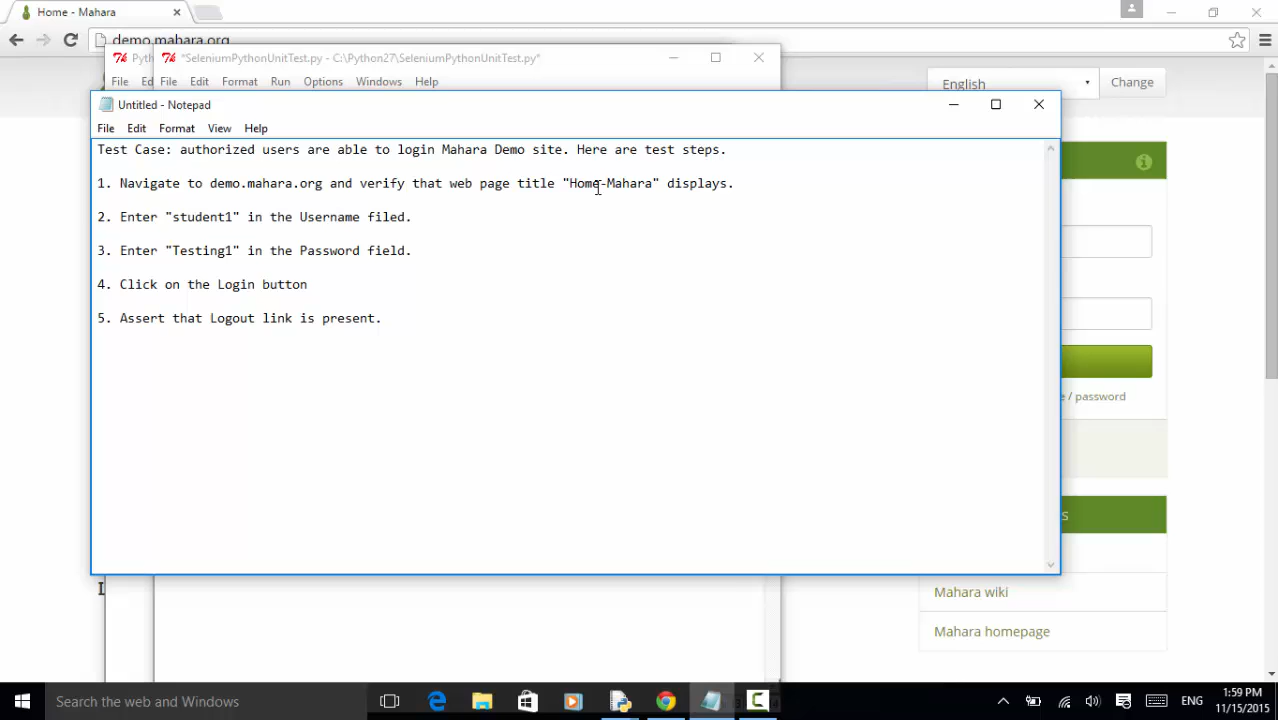 Home - Mahara
demo.mahara.org
Pyth
*SeleniumPythonUnitTest.py - C:\Python27\SeleniumPythonUnitTest.py*
File Ed File Edit Format Run Options Windows Help
English Change
Untitled - Notepad
File Edit Format View Help
Test Case: authorized users are able to login Mahara Demo site. Here are test steps.
1. Navigate to demo.mahara.org and verify that web page title "Home-Mahara" displays.
2. Enter "student1" in the Username filed.
3. Enter "Testing1" in the Password field.
4. Click on the Login button
5. Assert that Logout link is present.
e / password
s
Mahara wiki
Mahara homepage
Search the web and Windows
ENG
1:59 PM
11/15/2015